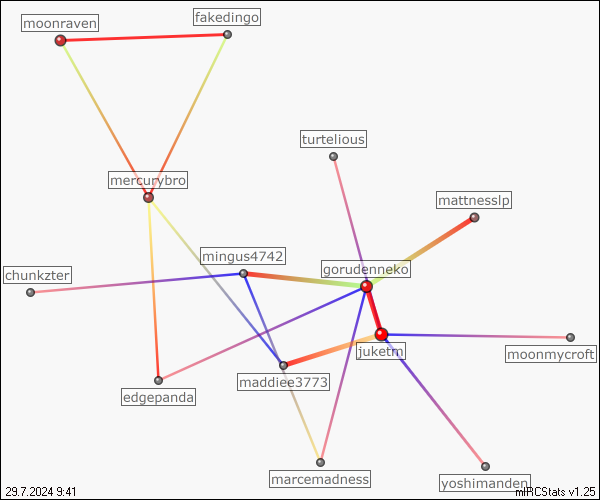 moonraven
fakedingo
turtelious
mercurybro
mattnesslp
mingus4742
gorudenneko
chunkzter
juketm
moonmycroft
maddiee3773
edgepanda
marcemadness
yoshimanden
29.7.2024 9:41
mIRCStats v1.25